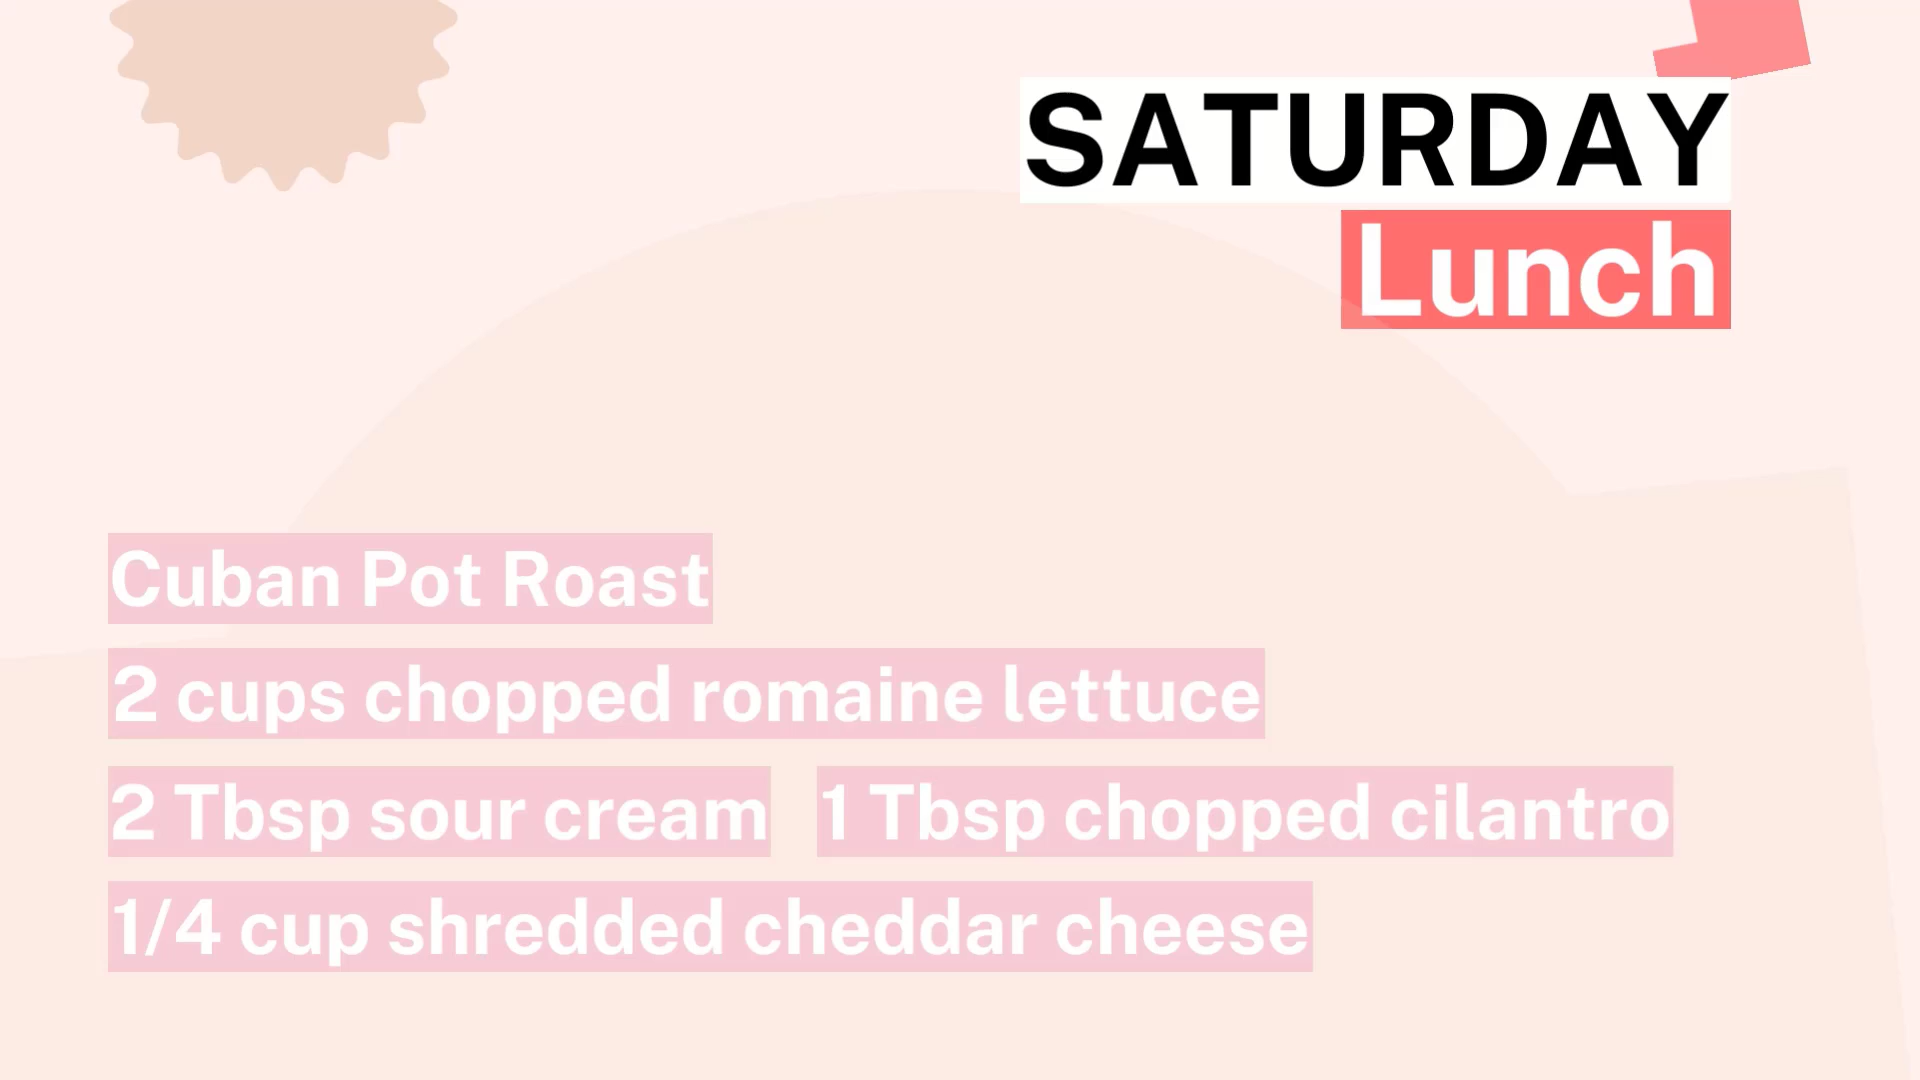 SATURDAY
Lunch
Cuban Pot Roast
2 cups chopped romaine lettuce
2 Tbsp sour cream 1 Tbsp chopped cilantro
1/4 cup shredded cheddar cheese